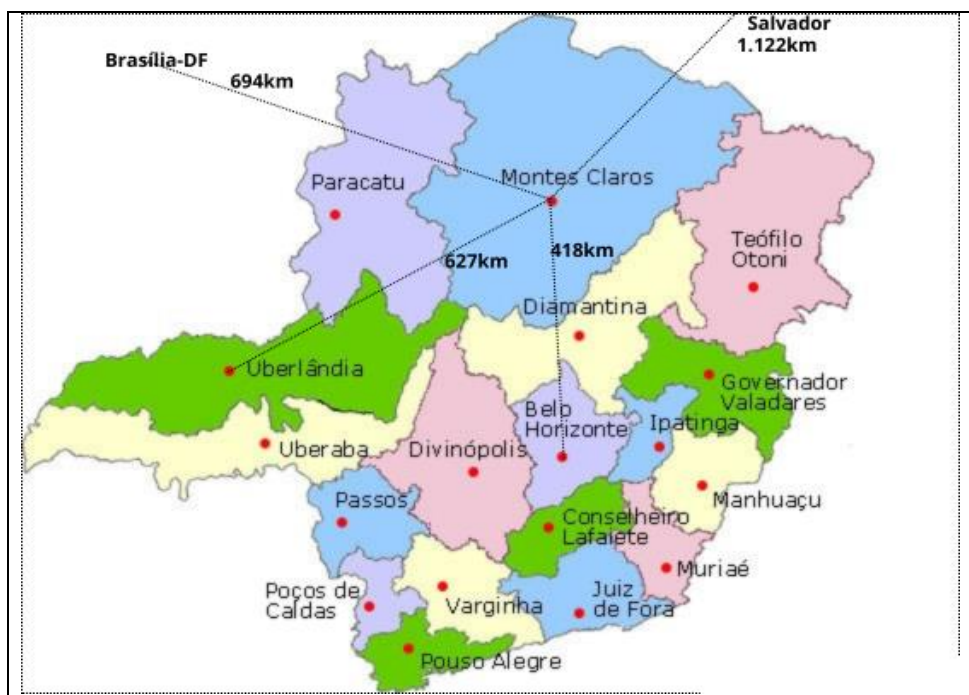 Salvador
1.122km
Brasília-DF
694km
Montes Claros
Paracatu
Teófilo
Otoni
627km
418km
Diamantina
Uberlândia
Governador
Valadares
Belo
Horizonte
Ipatinga
Uberaba
Divinópolis
Manhuaçu
Passos
Conselheiro
Lafaiete
Muriaé
Poços de
Caldas
Varginha
Juiz
de Fora
Pouso Alegre